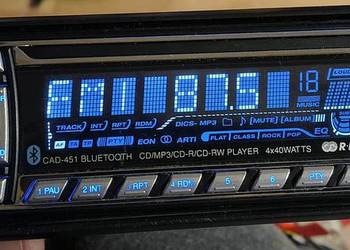 LOUD
FM1 87.5 18
MUSIC
TRACK INT RPT RDM DISC- MP3 [MUTE] [ALBUM]
AF TA TP PTY EON ARTI FLAT CLASS ROCK POP EQ
CAD-451 BLUETOOTH CD/MP3/CD-R/CD-RW PLAYER 4x40WATTS
1 PAU 2 INT 3 RPT 4 RDM 5 6 PTY